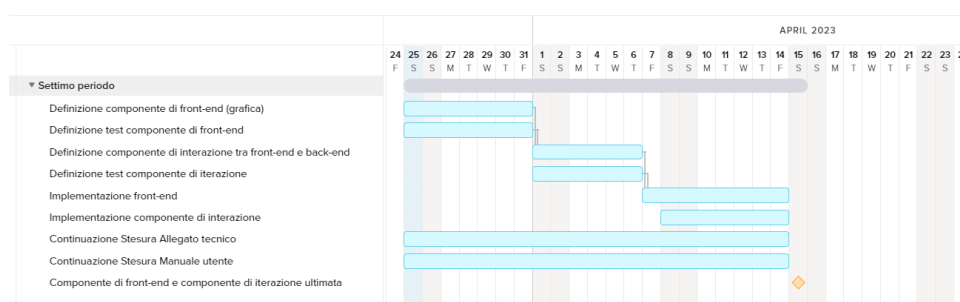 APRIL 2023
24 25 26 27 28 29 30 31 1 2 3 4 5 6 7 8 9 10 11 12 13 14 15 16 17 18 19 20 21 22 23
F S S M T W T F S S M T W T F S S M T W T F S S M T W T F S S
Settimo periodo
Definizione componente di front-end (grafica)
Definizione test componente di front-end
Definizione componente di interazione tra front-end e back-end
Definizione test componente di iterazione
Implementazione front-end
Implementazione componente di interazione
Continuazione Stesura Allegato tecnico
Continuazione Stesura Manuale utente
Componente di front-end e componente di iterazione ultimata